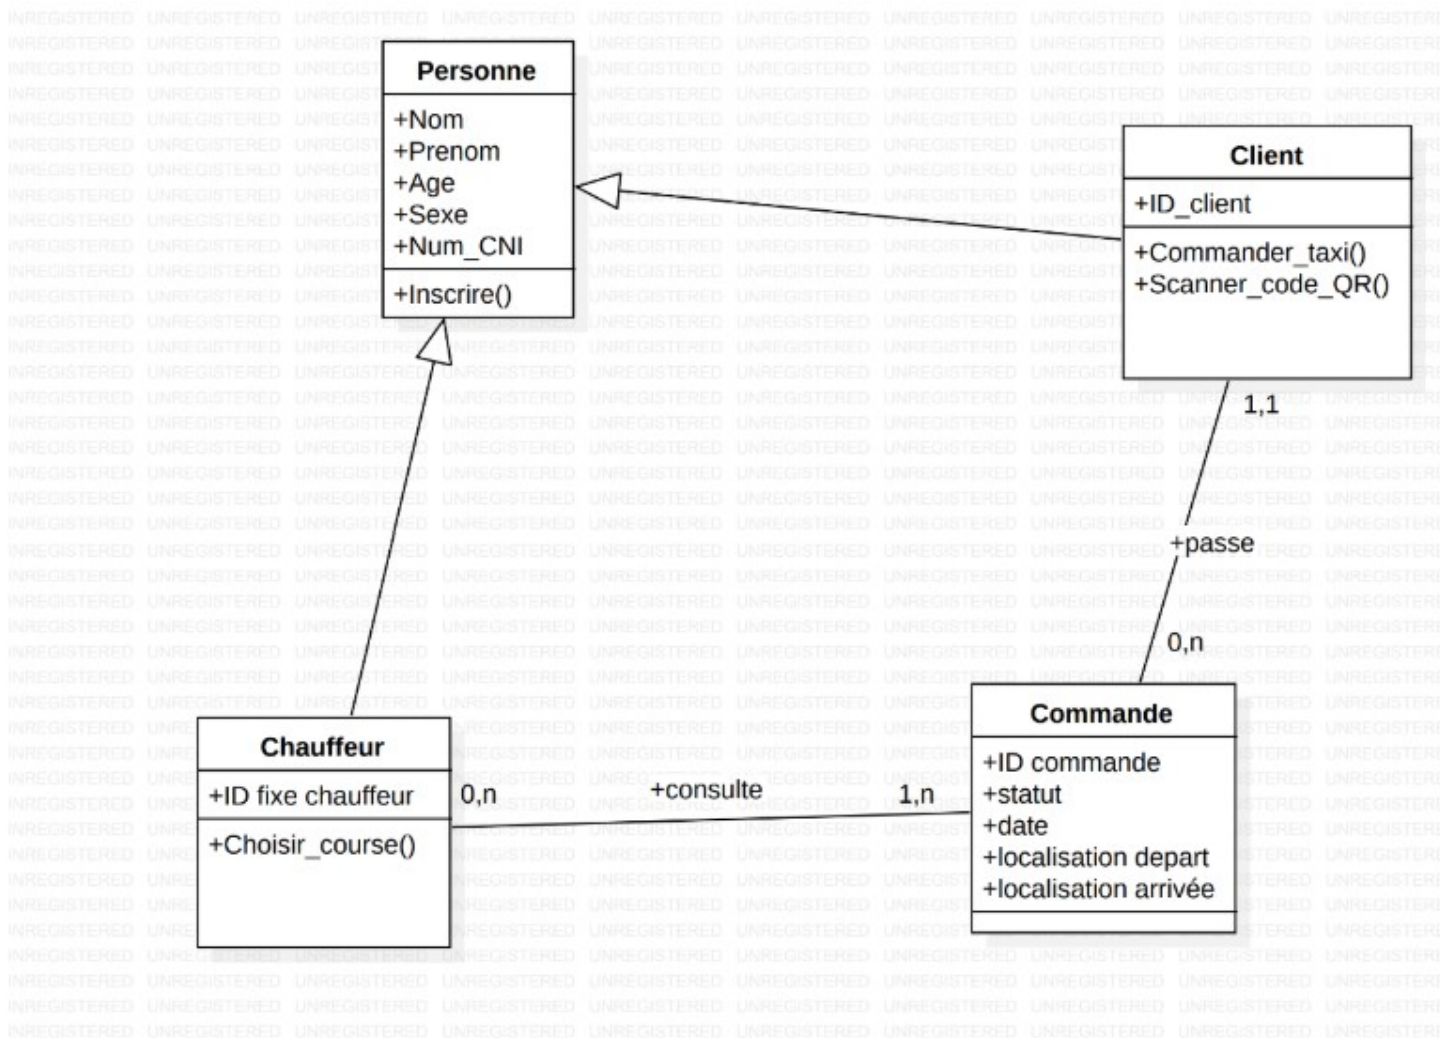 Personne
+Nom
+Prenom
+Age
+Sexe
+Num_CNI
+Inscrire()
Client
+ID_client
+Commander_taxi()
+Scanner_code_QR()
1,1
+passe
0,n
Commande
+ID commande
+statut
+date
+localisation depart
+localisation arrivée
Chauffeur
+ID fixe chauffeur
+Choisir_course()
0,n
+consulte
1,n
UNREGISTERED